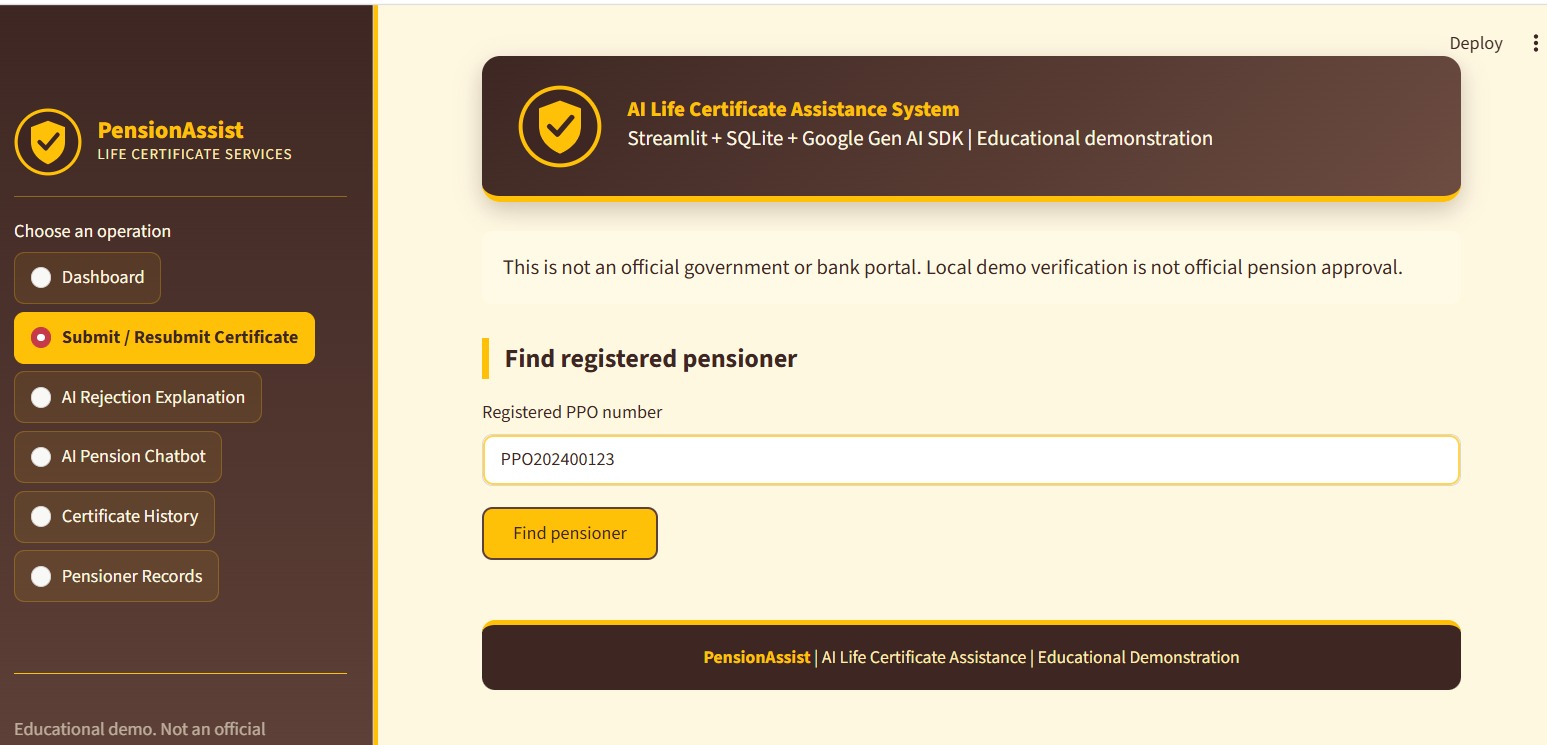 Deploy
PensionAssist
LIFE CERTIFICATE SERVICES
Choose an operation
Dashboard
Submit / Resubmit Certificate
AI Rejection Explanation
AI Pension Chatbot
Certificate History
Pensioner Records
Educational demo. Not an official
AI Life Certificate Assistance System
Streamlit + SQLite + Google Gen AI SDK | Educational demonstration
This is not an official government or bank portal. Local demo verification is not official pension approval.
Find registered pensioner
Registered PPO number
PPO202400123
Find pensioner
PensionAssist | AI Life Certificate Assistance | Educational Demonstration